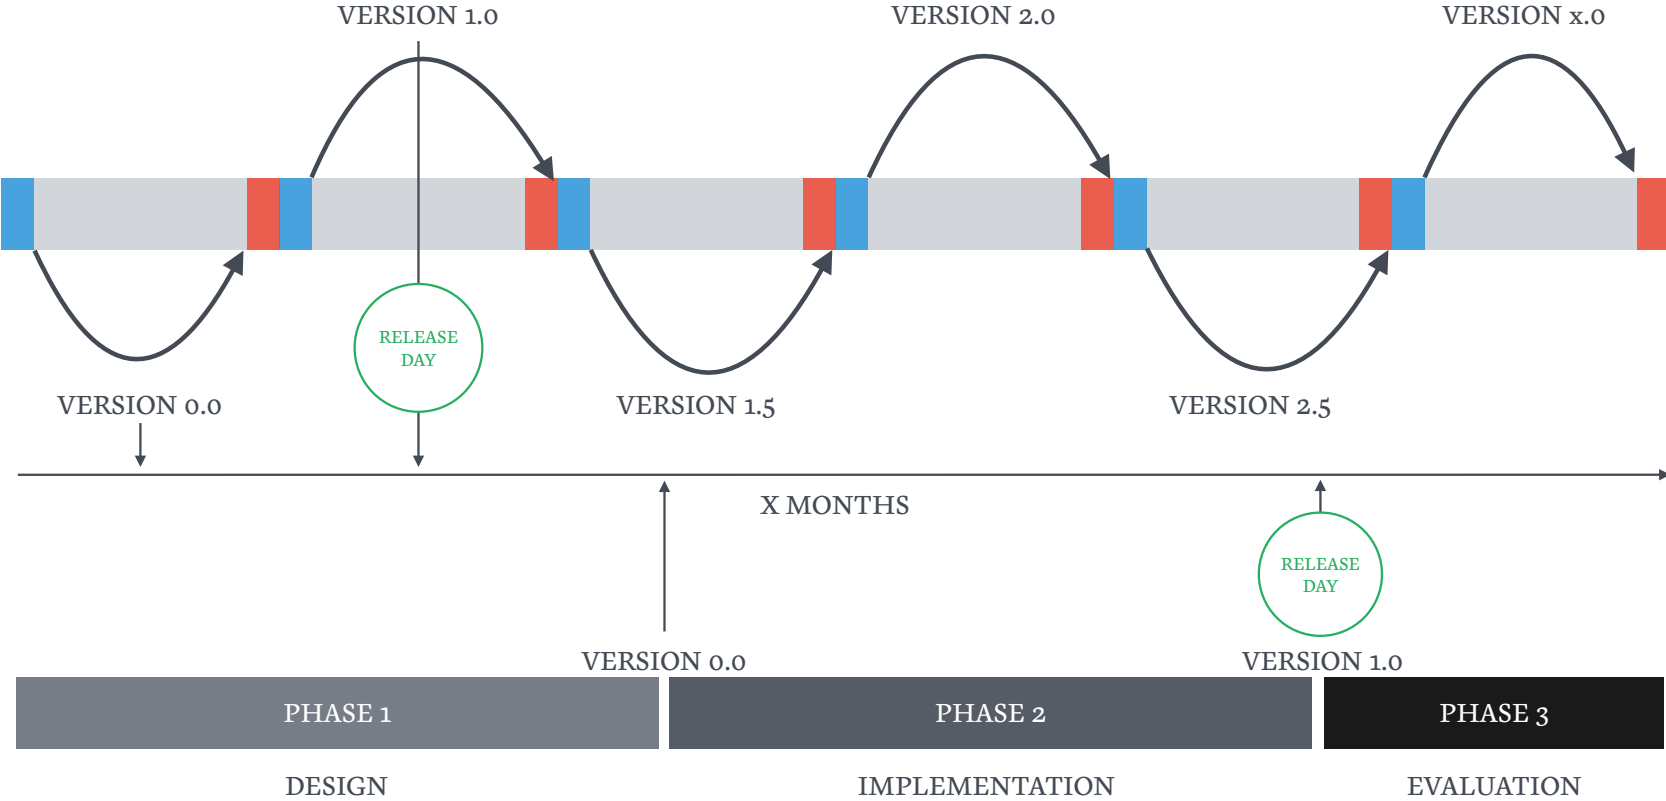 VERSION 1.0
VERSION 2.0
VERSION x.0
RELEASE
DAY
VERSION 0.0
VERSION 1.5
VERSION 2.5
X MONTHS
RELEASE
DAY
VERSION 0.0
VERSION 1.0
PHASE 1
PHASE 2
PHASE 3
DESIGN
IMPLEMENTATION
EVALUATION